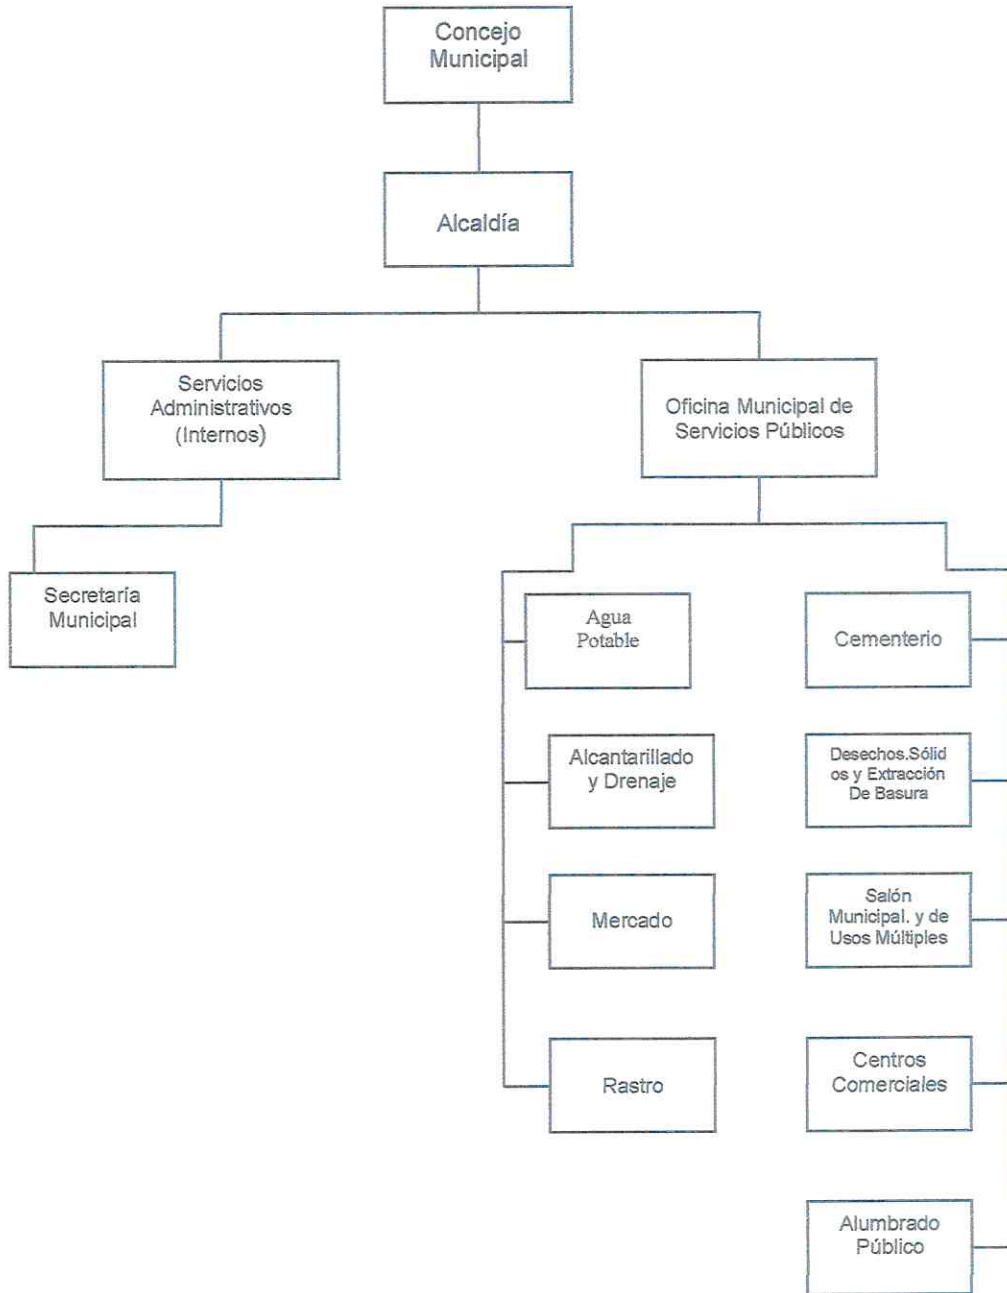 Concejo
Municipal
Alcaldía
Servicios
Administrativos
(Internos)
Oficina Municipal de
Servicios Públicos
Secretaría
Municipal
Agua
Potable
Cementerio
Alcantarillado
y Drenaje
Desechos.Sólid
os y Extracción
De Basura
Mercado
Salón
Municipal. y de
Usos Múltiples
Rastro
Centros
Comerciales
Alumbrado
Público